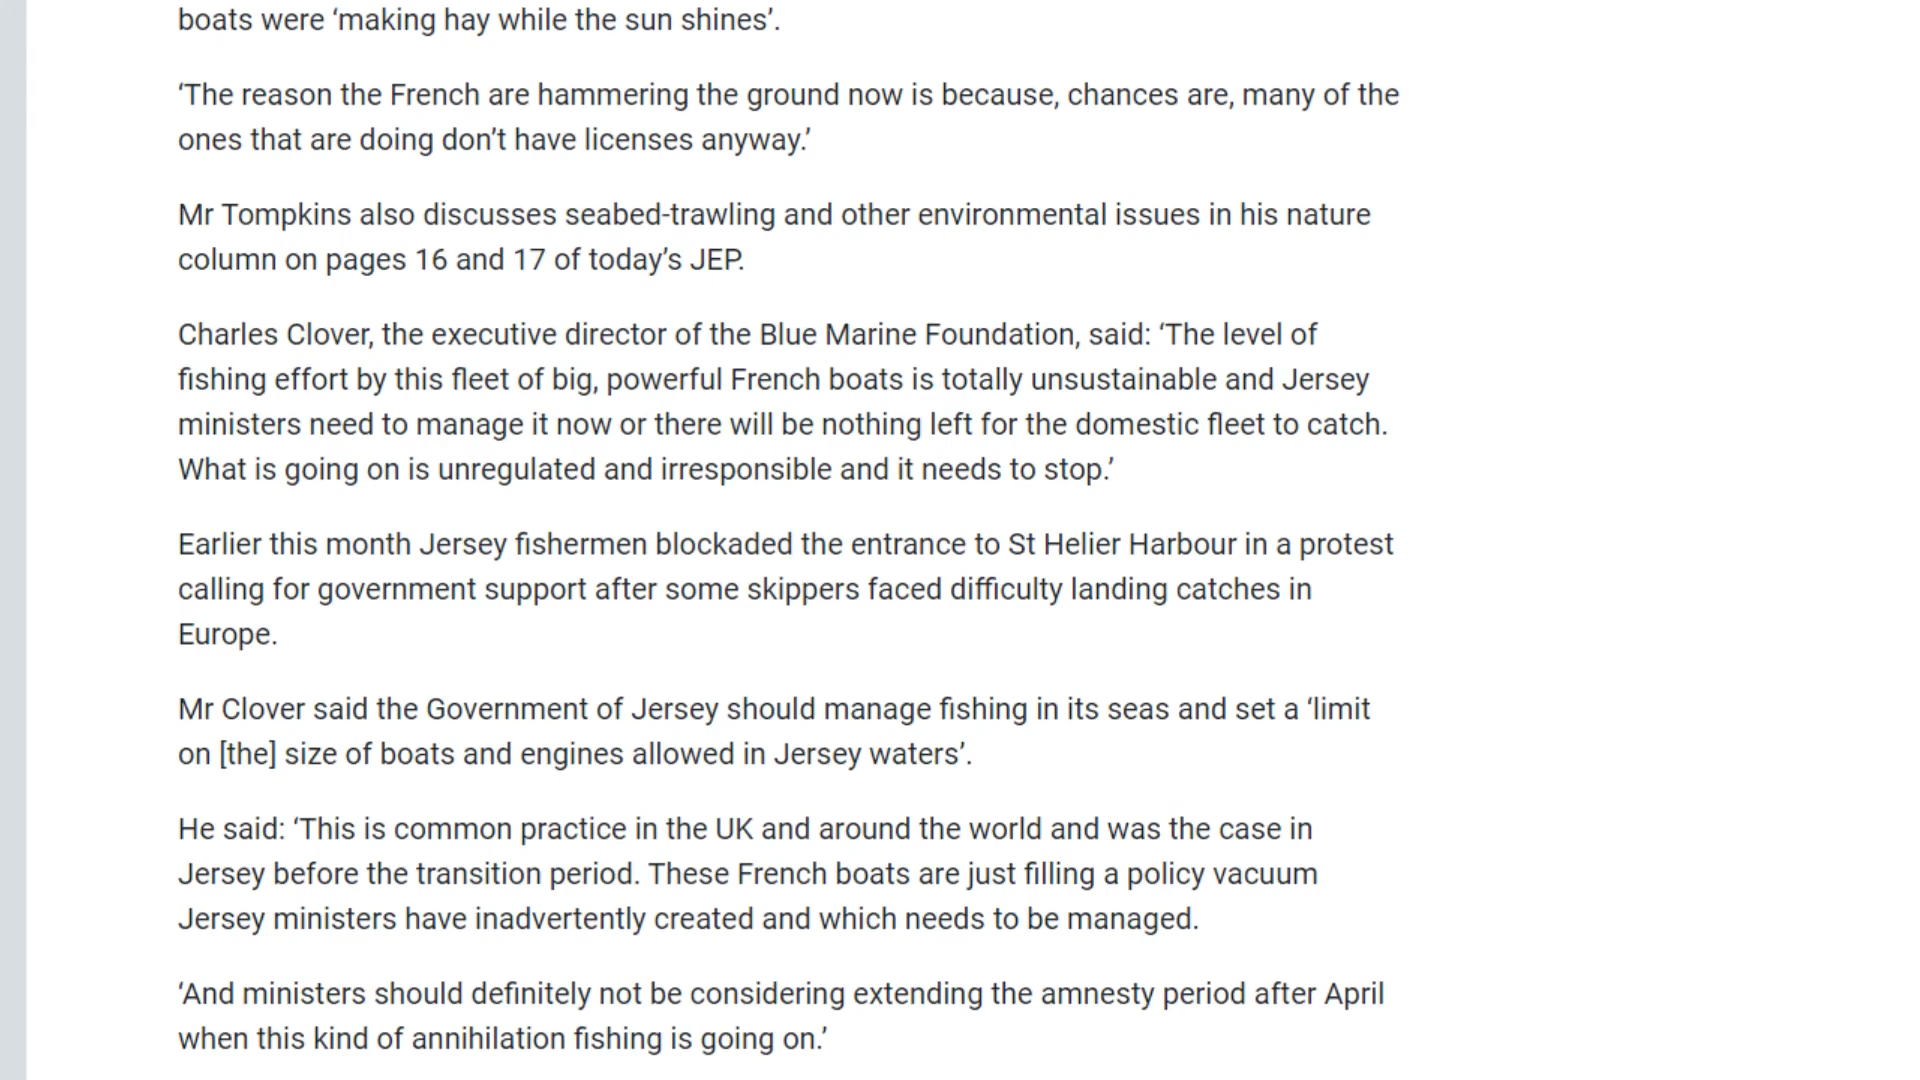 boats were ‘making hay while the sun shines’.
‘The reason the French are hammering the ground now is because, chances are, many of the
ones that are doing don’t have licenses anyway.’
Mr Tompkins also discusses seabed-trawling and other environmental issues in his nature
column on pages 16 and 17 of today’s JEP.
Charles Clover, the executive director of the Blue Marine Foundation, said: ‘The level of
fishing effort by this fleet of big, powerful French boats is totally unsustainable and Jersey
ministers need to manage it now or there will be nothing left for the domestic fleet to catch.
What is going on is unregulated and irresponsible and it needs to stop.’
Earlier this month Jersey fishermen blockaded the entrance to St Helier Harbour in a protest
calling for government support after some skippers faced difficulty landing catches in
Europe.
Mr Clover said the Government of Jersey should manage fishing in its seas and set a ‘limit
on [the] size of boats and engines allowed in Jersey waters’.
He said: ‘This is common practice in the UK and around the world and was the case in
Jersey before the transition period. These French boats are just filling a policy vacuum
Jersey ministers have inadvertently created and which needs to be managed.
‘And ministers should definitely not be considering extending the amnesty period after April
when this kind of annihilation fishing is going on.’